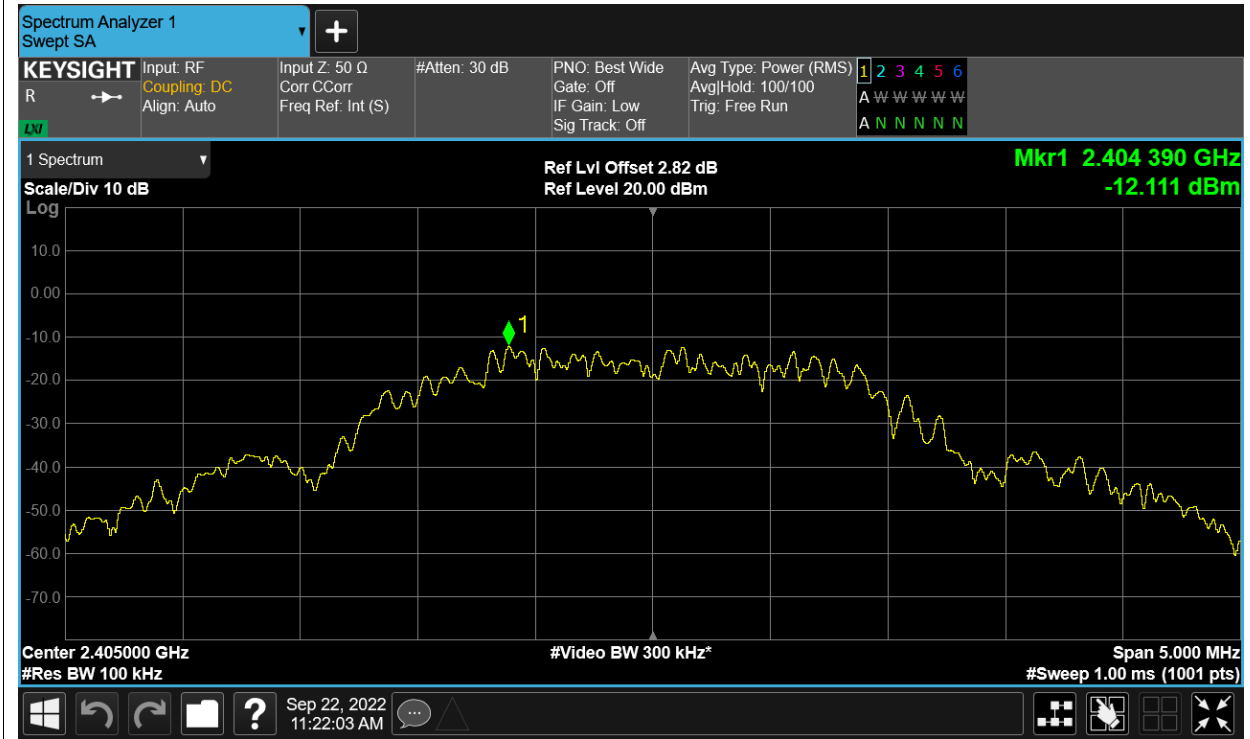 Spectrum Analyzer 1
Swept SA
KEYSIGHT
R
LXI
Input: RF
Coupling: DC
Align: Auto
Input Z: 50 Ω
Corr CCorr
Freq Ref: Int (S)
#Atten: 30 dB
PNO: Best Wide
Gate: Off
IF Gain: Low
Sig Track: Off
Avg Type: Power (RMS)
Avg|Hold: 100/100
Trig: Free Run
1 2 3 4 5 6
A W W W W W
A N N N N N
1 Spectrum
Scale/Div 10 dB
Log
Ref Lvl Offset 2.82 dB
Ref Level 20.00 dBm
Mkr1 2.404 390 GHz
-12.111 dBm
10.0
0.00
-10.0
-20.0
-30.0
-40.0
-50.0
-60.0
-70.0
1
Center 2.405000 GHz
#Res BW 100 kHz
#Video BW 300 kHz*
Span 5.000 MHz
#Sweep 1.00 ms (1001 pts)
?
Sep 22, 2022
11:22:03 AM